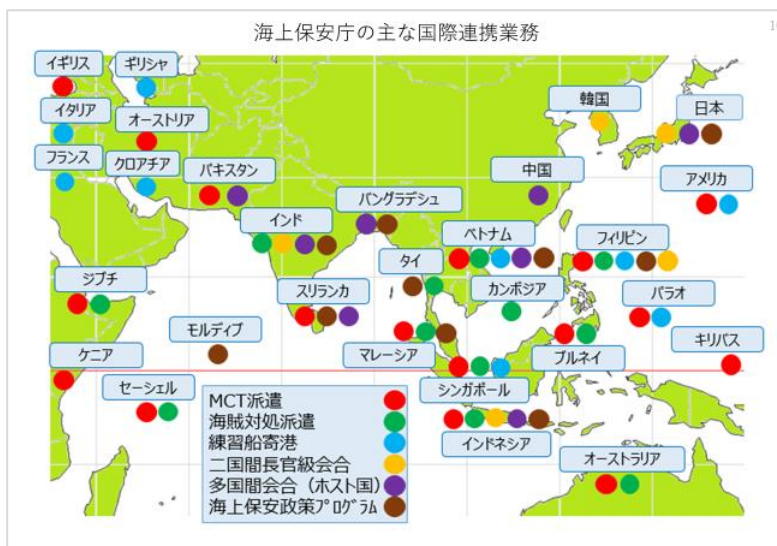 海上保安庁の主な国際連携業務
イギリス
ギリシャ
韓国
日本
イタリア
オーストリア
フランス
クロアチア
パキスタン
中国
アメリカ
バングラデシュ
インド
ベトナム
フィリピン
タイ
ジブチ
スリランカ
カンボジア
パラオ
モルディブ
キリバス
ケニア
マレーシア
ブルネイ
セーシェル
シンガポール
MCT派遣
海賊対処派遣
練習船寄港
二国間長官級会合
多国間会合(ホスト国)
海上保安政策プログラム
インドネシア
オーストラリア